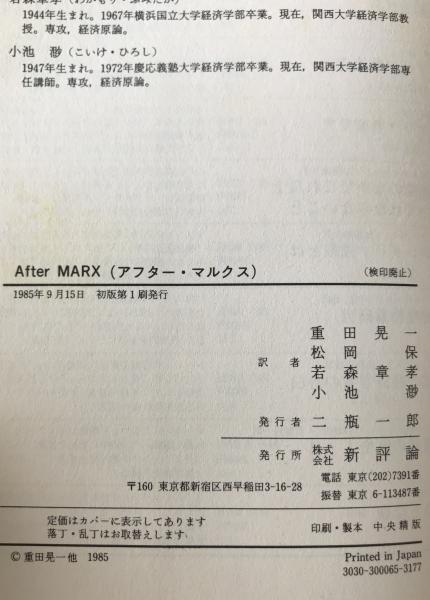 1944年生まれ。1967年横浜国立大学経済学部卒業。現在，関西大学経済学部教
授。専攻，経済原論。
小池 渺（こいけ・ひろし）
1947年生まれ。1972年慶応義塾大学経済学部卒業。現在，関西大学経済学部専
任講師。専攻，経済原論。
After MARX（アフター・マルクス）　（検印廃止）
1985年9月15日　初版第1刷発行
訳者
重田晃一
松岡保
若森章孝
小池渺
発行者 二瓶一郎
発行所 株式会社 新評論
〒160 東京都新宿区西早稲田3-16-28
電話 東京(202)7391番
振替 東京 6-113487番
定価はカバーに表示してあります
落丁・乱丁はお取替えします．
印刷・製本　中央精版
© 重田晃一他　1985
Printed in Japan
3030-300065-3177